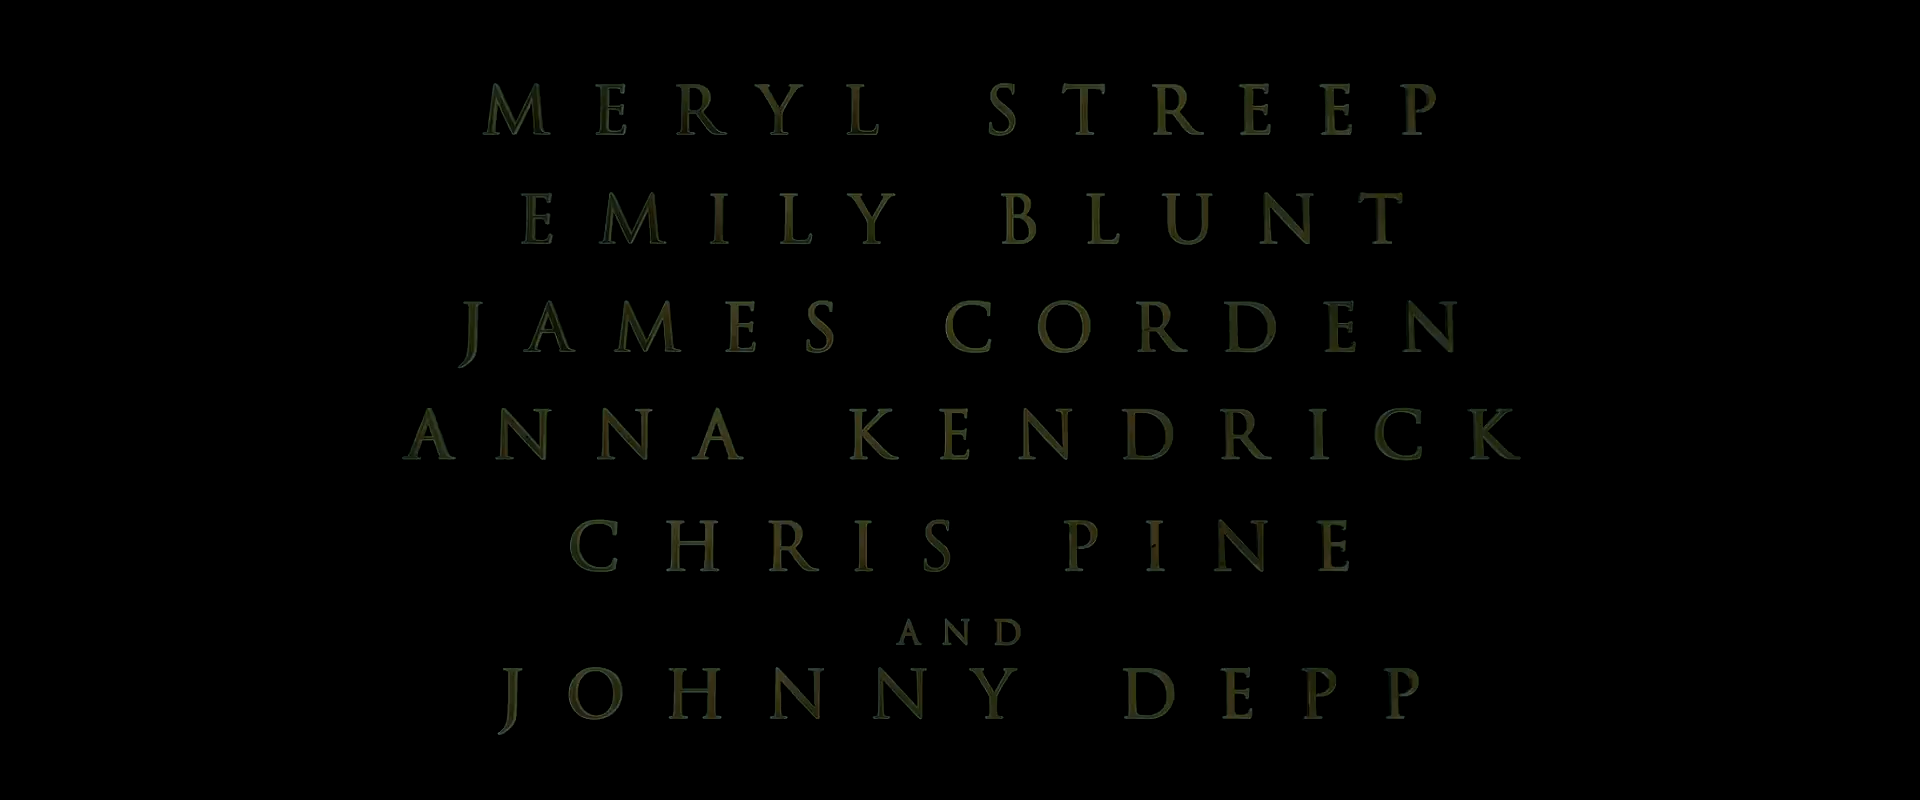 MERYL STREEP
EMILY BLUNT
JAMES CORDEN
ANNA KENDRICK
CHRIS PINE
AND
JOHNNY DEPP